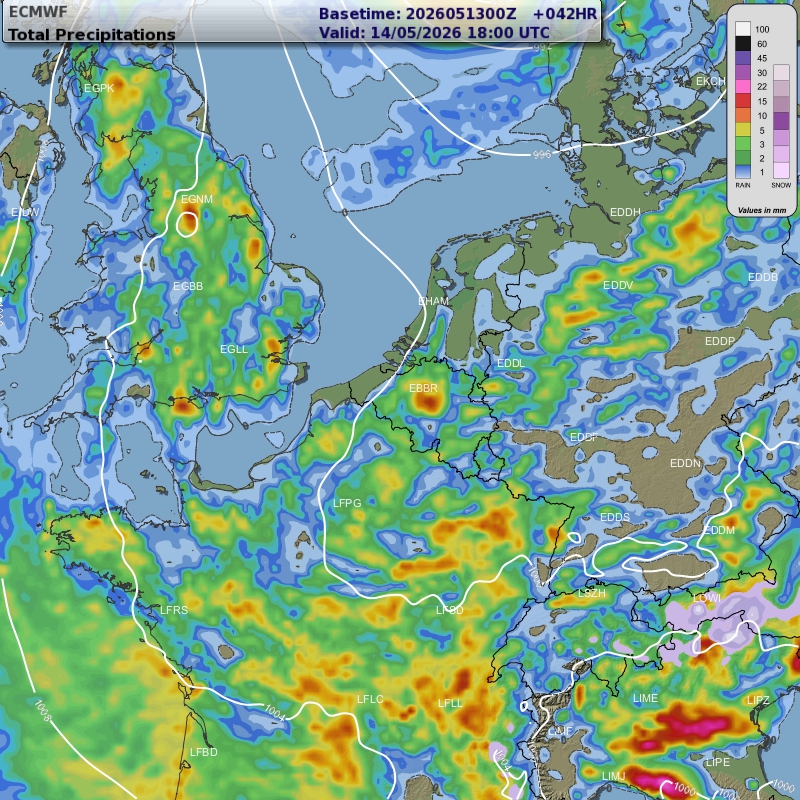 ECMWF
Total Precipitations
Basetime: 2026051300Z +042HR
Valid: 14/05/2026 18:00 UTC
100
60
45
30
22
15
10
5
3
2
1
RAIN
SNOW
Values in mm
EGPK
EKCH
996
EIDW
EGNM
EDDH
EGBB
EDDV
EDDB
EHAM
EGLL
EDDP
EDDL
EBBR
EDDF
EDDN
LFPG
EDDS
EDDM
LFRS
LFSD
LSZH
LOWI
LFLC
LFLL
LIME
LIPZ
1008
1004
LFBD
LIMF
LIPE
LIMJ
1004
1000
1000